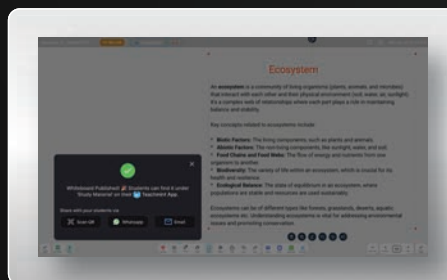 Ecosystem
An ecosystem is a community of living organisms (plants, animals, and microbes)
that interact with each other and their physical environment (soil, water, air, sunlight).
It's a complex web of relationships where each part plays a role in maintaining
balance and stability.
Key concepts related to ecosystems include:
* Biotic Factors: The living components, such as plants and animals.
* Abiotic Factors: The non-living components, like sunlight, water, and soil.
* Food Chains and Food Webs: The flow of energy and nutrients from one
organism to another.
* Biodiversity: The variety of life within an ecosystem, which is crucial for its
health and resilience.
* Ecological Balance: The state of equilibrium in an ecosystem, where
populations are stable and resources are used sustainably.
Ecosystems can be of different types like forests, grasslands, deserts, aquatic
ecosystems etc. Understanding ecosystems is vital for addressing environmental
issues and promoting conservation.
Whiteboard Published! 🎉 Students can find it under
'Study Material' on their Teachmint App.
Share with your students via
Scan QR
Whatsapp
Email